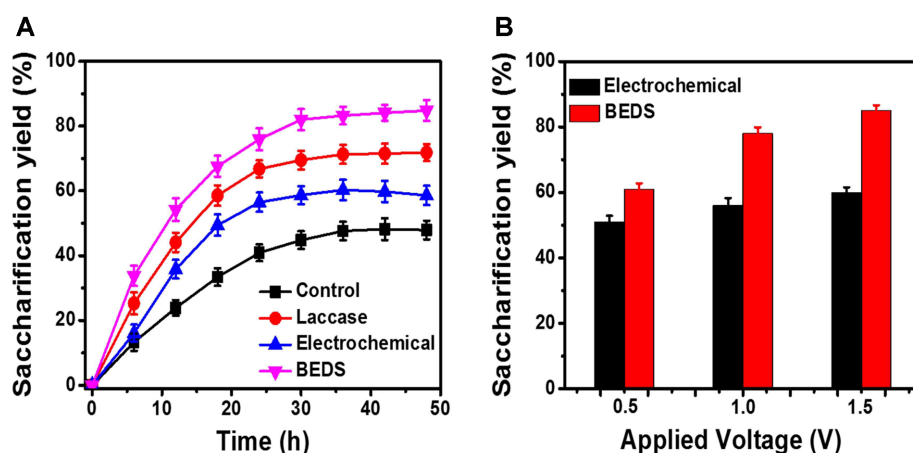 A
Saccharification yield (%)
100
80
60
40
20
0
0
10
20
30
40
50
Time (h)
Control
Laccase
Electrochemical
BEDS
B
Saccharification yield (%)
100
80
60
40
20
0
0.5
1.0
1.5
Applied Voltage (V)
Electrochemical
BEDS